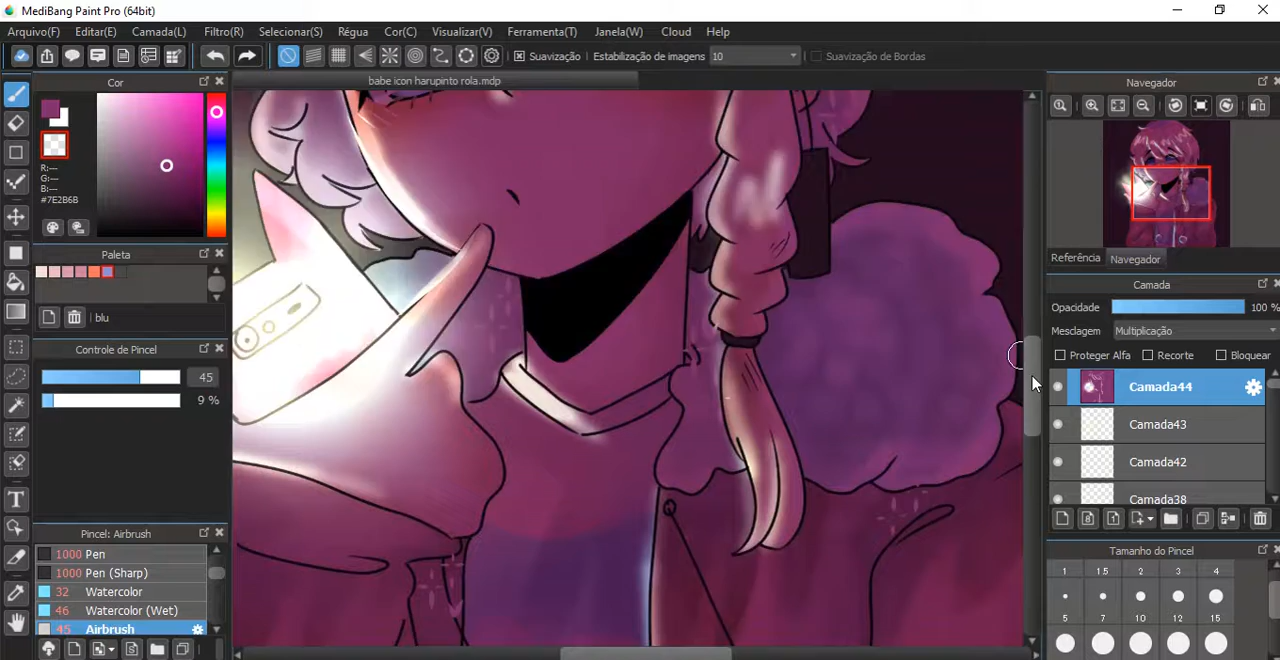 MediBang Paint Pro (64bit)
Arquivo(F) Editar(E) Camada(L) Filtro(R) Selecionar(S) Régua Cor(C) Visualizar(V) Ferramenta(T) Janela(W) Cloud Help
Suavização Estabilização de imagens 10 Suavização de Bordas
babe icon harupinto rola.mdp
Cor
R:---
G:---
B:---
#7E2B6B
Paleta
blu
Controle de Pincel
45
9 %
Pincel: Airbrush
1000 Pen
1000 Pen (Sharp)
32 Watercolor
46 Watercolor (Wet)
45 Airbrush
T
Navegador
Referência Navegador
Camada
Opacidade 100 %
Mesclagem Multiplicação
Proteger Alfa Recorte Bloquear
Camada44
Camada43
Camada42
Camada38
8 1
Tamanho do Pincel
1 1.5 2 3 4
5 7 10 12 15